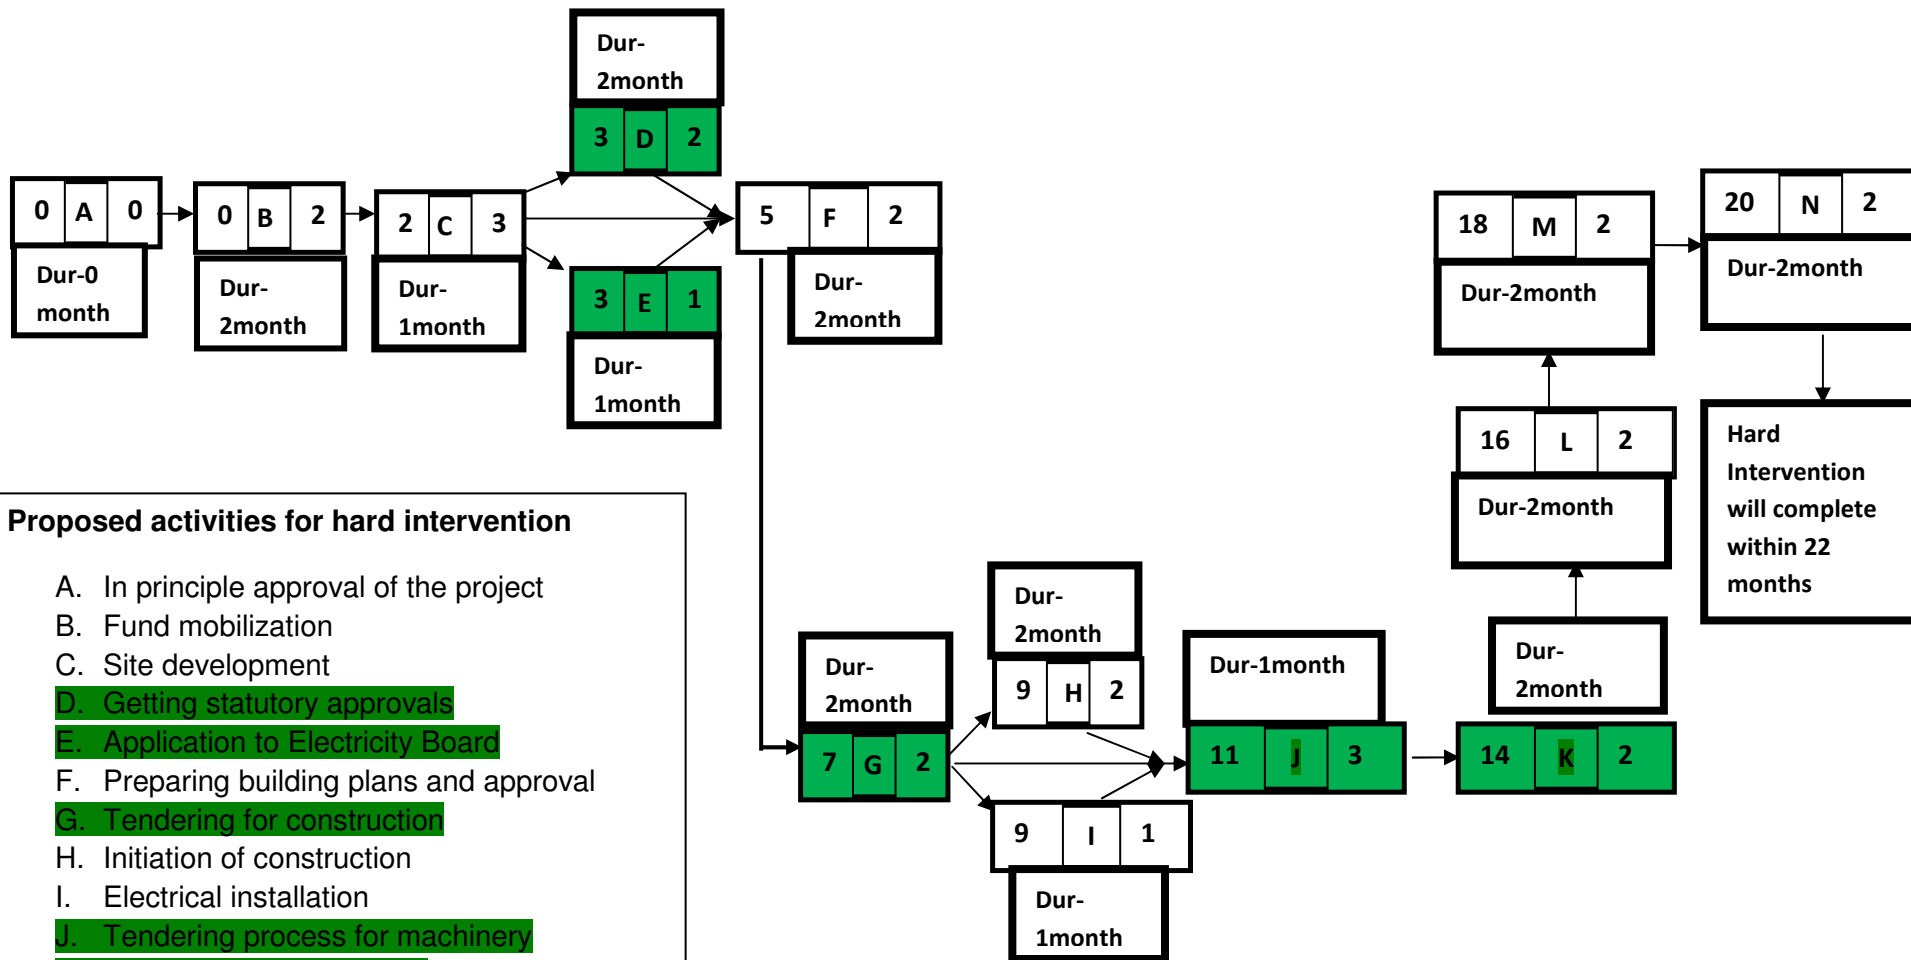 0 A 0
Dur-0
month
0 B 2
Dur-
2month
2 C 3
Dur-
1month
Dur-
2month
3 D 2
3 E 1
Dur-
1month
5 F 2
Dur-
2month
Dur-
2month
7 G 2
Dur-
2month
9 H 2
9 I 1
Dur-
1month
Dur-1month
11 J 3
Dur-
2month
14 K 2
16 L 2
Dur-2month
18 M 2
Dur-2month
20 N 2
Dur-2month
Hard
Intervention
will complete
within 22
months
Proposed activities for hard intervention
A. In principle approval of the project
B. Fund mobilization
C. Site development
D. Getting statutory approvals
E. Application to Electricity Board
F. Preparing building plans and approval
G. Tendering for construction
H. Initiation of construction
I. Electrical installation
J. Tendering process for machinery